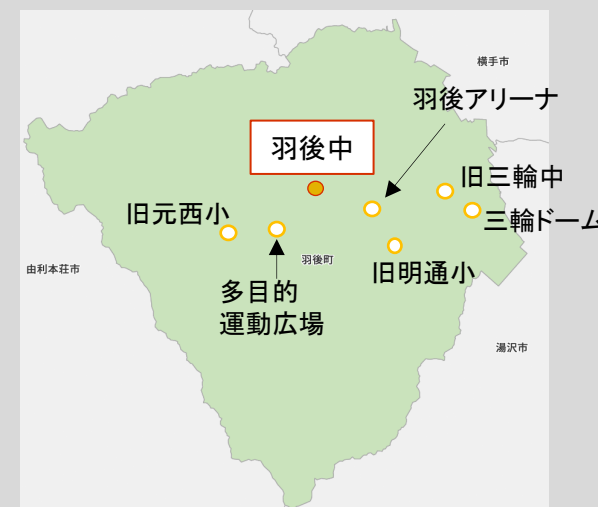 横手市
羽後アリーナ
羽後中
旧三輪中
旧元西小
三輪ドーム
羽後町
由利本荘市
旧明通小
多目的
運動広場
湯沢市